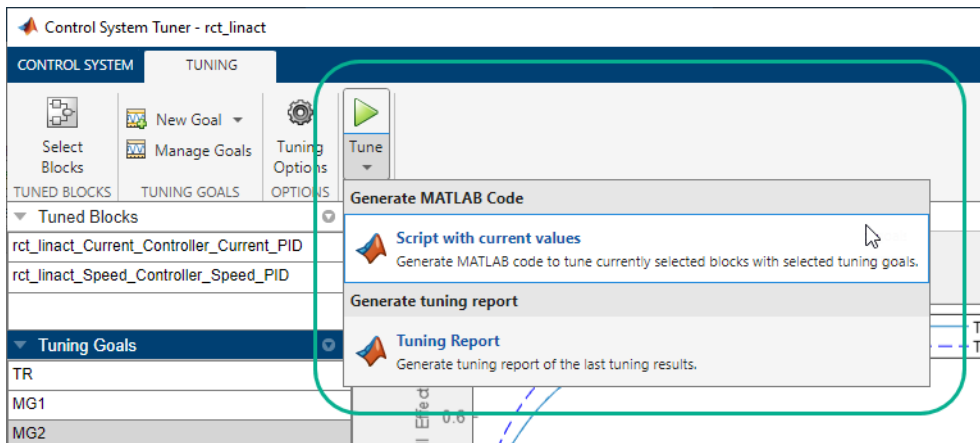 Control System Tuner - rct_linact
CONTROL SYSTEM
TUNING
Select
Blocks
New Goal
Manage Goals
Tuning
Options
Tune
TUNED BLOCKS
TUNING GOALS
OPTIONS
Generate MATLAB Code
Script with current values
Generate MATLAB code to tune currently selected blocks with selected tuning goals.
Generate tuning report
Tuning Report
Generate tuning report of the last tuning results.
Tuned Blocks
rct_linact_Current_Controller_Current_PID
rct_linact_Speed_Controller_Speed_PID
Tuning Goals
TR
MG1
MG2
0.6